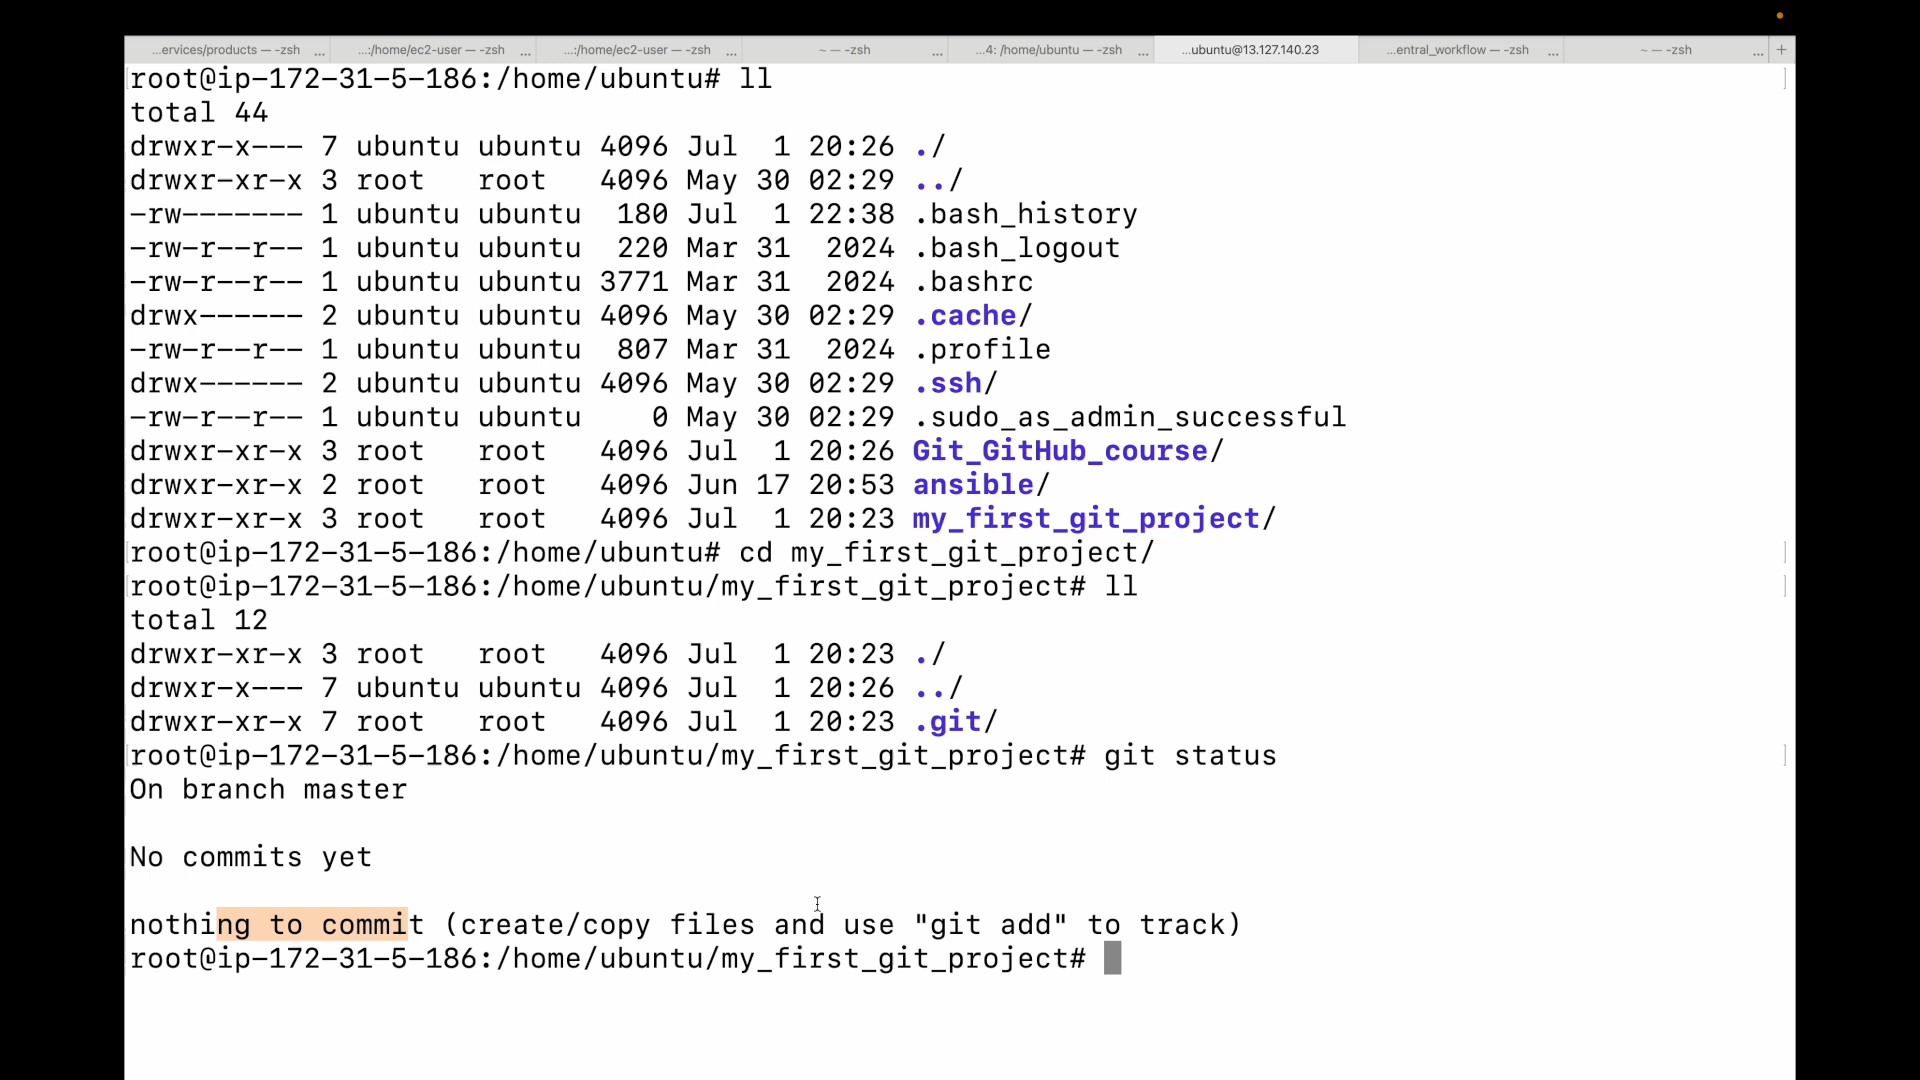 ...ervices/products — -zsh ... ...:/home/ec2-user — -zsh ... ...:/home/ec2-user — -zsh ... ~ — -zsh ... ...4: /home/ubuntu — -zsh ... ...ubuntu@13.127.140.23 ...entral_workflow — -zsh ... ~ — -zsh ... +
root@ip-172-31-5-186:/home/ubuntu# ll
total 44
drwxr-x--- 7 ubuntu ubuntu 4096 Jul  1 20:26 ./
drwxr-xr-x 3 root   root   4096 May 30 02:29 ../
-rw------- 1 ubuntu ubuntu  180 Jul  1 22:38 .bash_history
-rw-r--r-- 1 ubuntu ubuntu  220 Mar 31  2024 .bash_logout
-rw-r--r-- 1 ubuntu ubuntu 3771 Mar 31  2024 .bashrc
drwx------ 2 ubuntu ubuntu 4096 May 30 02:29 .cache/
-rw-r--r-- 1 ubuntu ubuntu  807 Mar 31  2024 .profile
drwx------ 2 ubuntu ubuntu 4096 May 30 02:29 .ssh/
-rw-r--r-- 1 ubuntu ubuntu    0 May 30 02:29 .sudo_as_admin_successful
drwxr-xr-x 3 root   root   4096 Jul  1 20:26 Git_GitHub_course/
drwxr-xr-x 2 root   root   4096 Jun 17 20:53 ansible/
drwxr-xr-x 3 root   root   4096 Jul  1 20:23 my_first_git_project/
root@ip-172-31-5-186:/home/ubuntu# cd my_first_git_project/
root@ip-172-31-5-186:/home/ubuntu/my_first_git_project# ll
total 12
drwxr-xr-x 3 root   root   4096 Jul  1 20:23 ./
drwxr-x--- 7 ubuntu ubuntu 4096 Jul  1 20:26 ../
drwxr-xr-x 7 root   root   4096 Jul  1 20:23 .git/
root@ip-172-31-5-186:/home/ubuntu/my_first_git_project# git status
On branch master
No commits yet
nothing to commit (create/copy files and use "git add" to track)
root@ip-172-31-5-186:/home/ubuntu/my_first_git_project#